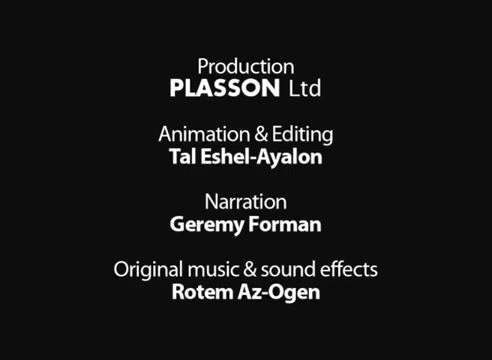 Production
PLASSON Ltd
Animation & Editing
Tal Eshel-Ayalon
Narration
Geremy Forman
Original music & sound effects
Rotem Az-Ogen